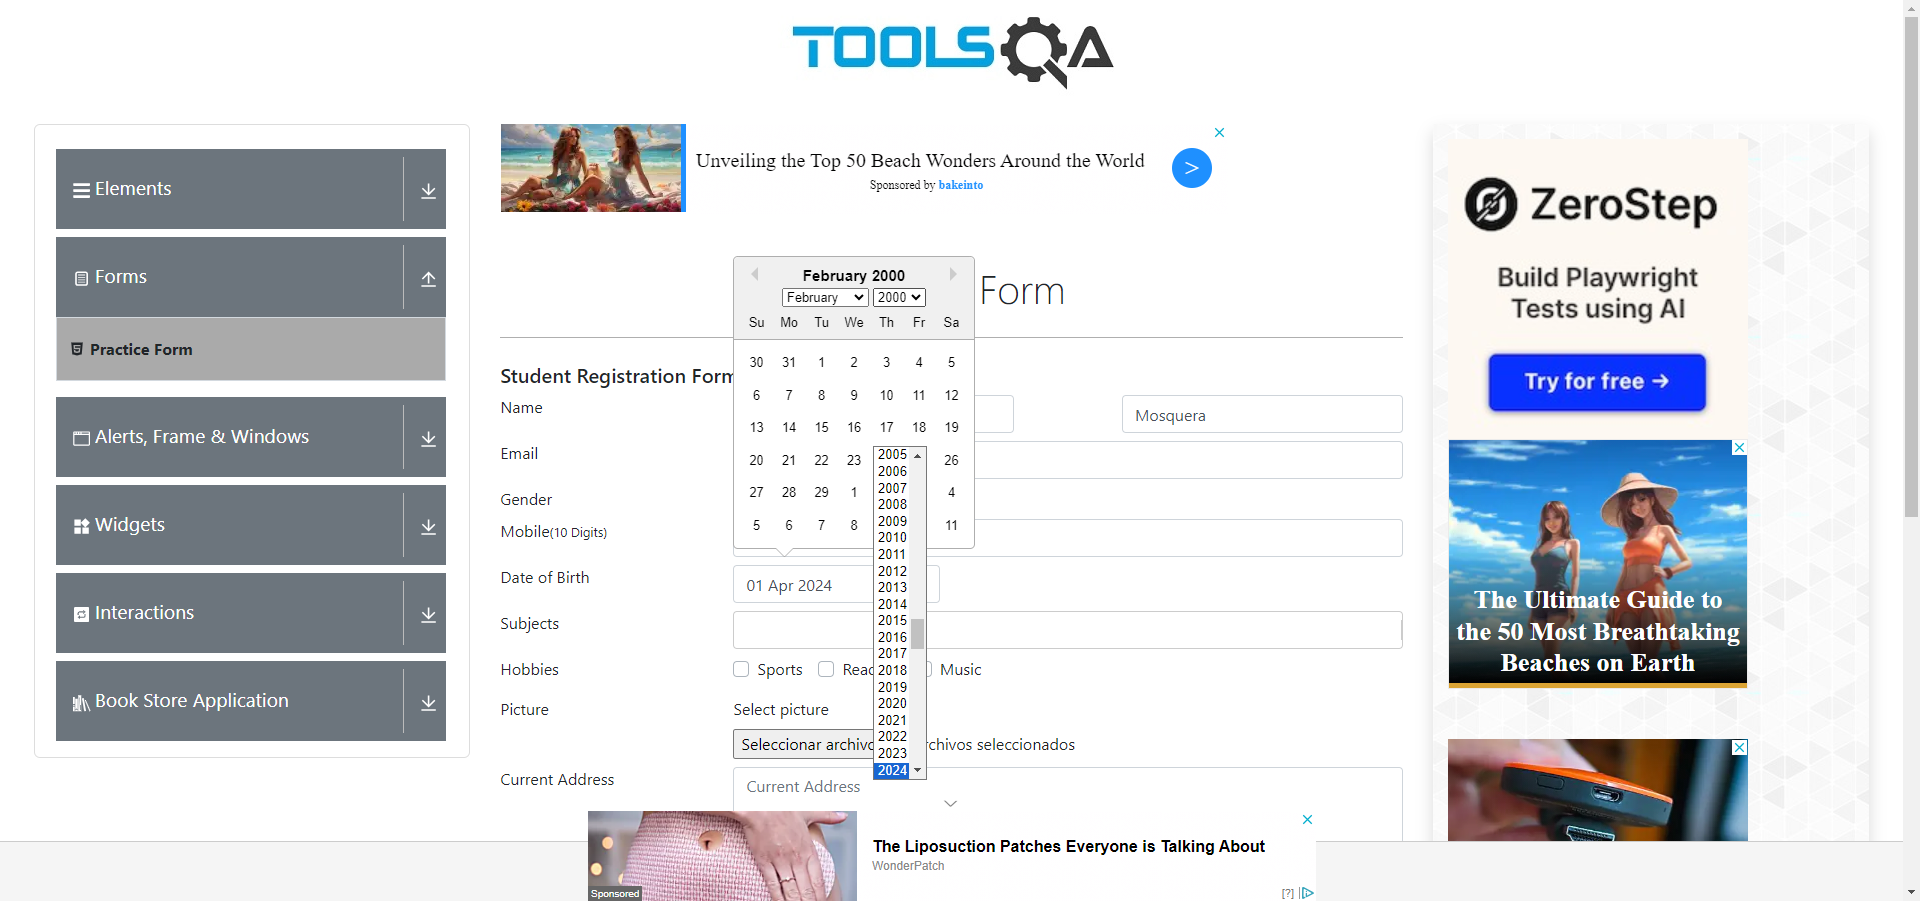 TOOLSQA
Elements
Forms
Practice Form
Alerts, Frame & Windows
Widgets
Interactions
Book Store Application
Unveiling the Top 50 Beach Wonders Around the World
Sponsored by bakeinto
>
Form
Student Registration Form
Name
Mosquera
Email
Gender
Mobile(10 Digits)
Date of Birth
01 Apr 2024
Subjects
Hobbies
Sports
Music
Picture
Select picture
Seleccionar archivo
rchivos seleccionados
Current Address
Current Address
February 2000
February
2000
Su Mo Tu We Th Fr Sa
30 31 1 2 3 4 5
6 7 8 9 10 11 12
13 14 15 16 17 18 19
20 21 22 23 26
27 28 29 1 4
5 6 7 8 11
2005
2006
2007
2008
2009
2010
2011
2012
2013
2014
2015
2016
2017
2018
2019
2020
2021
2022
2023
2024
ZeroStep
Build Playwright
Tests using AI
Try for free →
The Ultimate Guide to
the 50 Most Breathtaking
Beaches on Earth
Sponsored
The Liposuction Patches Everyone is Talking About
WonderPatch
[?]